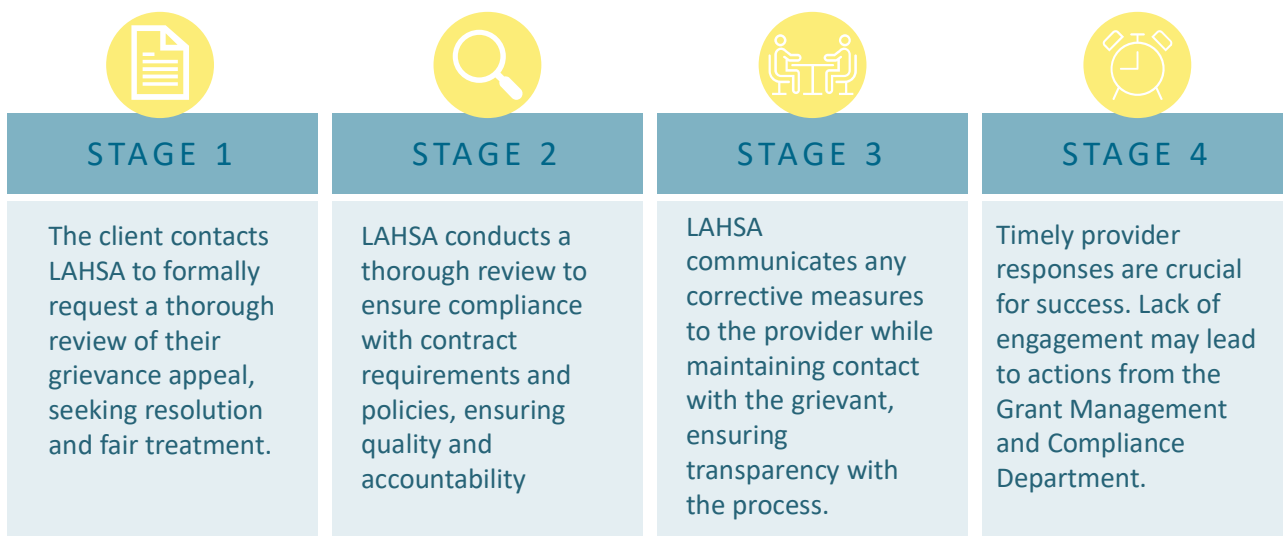 STAGE 1
The client contacts
LAHSA to formally
request a thorough
review of their
grievance appeal,
seeking resolution
and fair treatment.
STAGE 2
LAHSA conducts a
thorough review to
ensure compliance
with contract
requirements and
policies, ensuring
quality and
accountability
STAGE 3
LAHSA
communicates any
corrective measures
to the provider while
maintaining contact
with the grievant,
ensuring
transparency with
the process.
STAGE 4
Timely provider
responses are crucial
for success. Lack of
engagement may lead
to actions from the
Grant Management
and Compliance
Department.